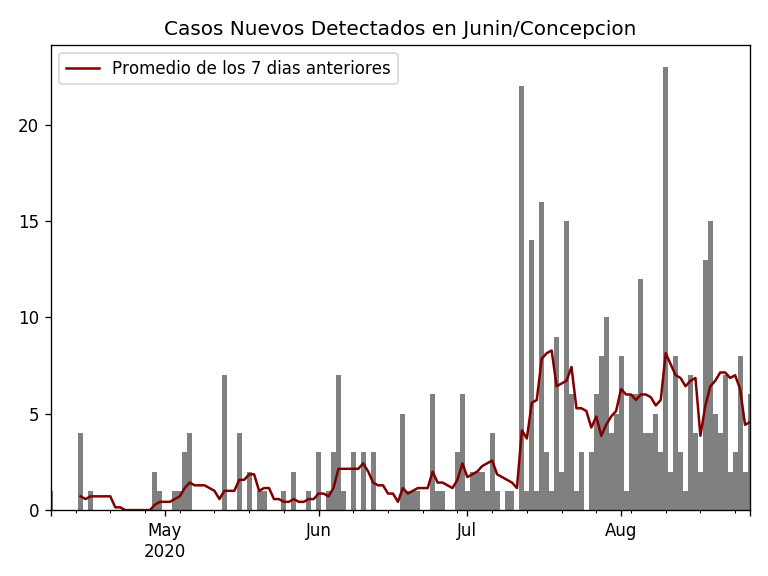 Casos Nuevos Detectados en Junin/Concepcion
Promedio de los 7 dias anteriores
20
15
10
5
0
May Jun Jul Aug
2020